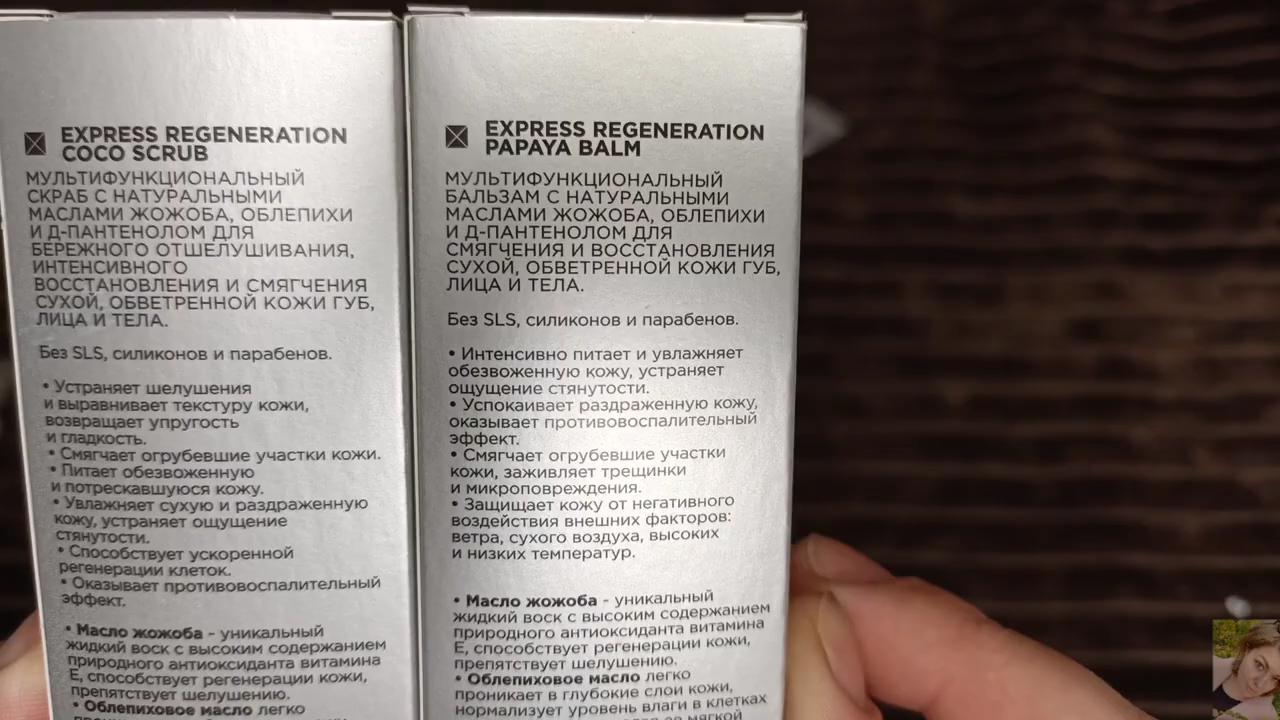 EXPRESS REGENERATION
COCO SCRUB
МУЛЬТИФУНКЦИОНАЛЬНЫЙ
СКРАБ С НАТУРАЛЬНЫМИ
МАСЛАМИ ЖОЖОБА, ОБЛЕПИХИ
И Д-ПАНТЕНОЛОМ ДЛЯ
БЕРЕЖНОГО ОТШЕЛУШИВАНИЯ,
ИНТЕНСИВНОГО
ВОССТАНОВЛЕНИЯ И СМЯГЧЕНИЯ
СУХОЙ, ОБВЕТРЕННОЙ КОЖИ ГУБ,
ЛИЦА И ТЕЛА.
Без SLS, силиконов и парабенов.
• Устраняет шелушения
и выравнивает текстуру кожи,
возвращает упругость
и гладкость.
• Смягчает огрубевшие участки кожи.
• Питает обезвоженную
и потрескавшуюся кожу.
• Увлажняет сухую и раздраженную
кожу, устраняет ощущение
стянутости.
• Способствует ускоренной
регенерации клеток.
• Оказывает противовоспалительный
эффект.
• Масло жожоба - уникальный
жидкий воск с высоким содержанием
природного антиоксиданта витамина
Е, способствует регенерации кожи,
препятствует шелушению.
• Облепиховое масло легко
EXPRESS REGENERATION
PAPAYA BALM
МУЛЬТИФУНКЦИОНАЛЬНЫЙ
БАЛЬЗАМ С НАТУРАЛЬНЫМИ
МАСЛАМИ ЖОЖОБА, ОБЛЕПИХИ
И Д-ПАНТЕНОЛОМ ДЛЯ
СМЯГЧЕНИЯ И ВОССТАНОВЛЕНИЯ
СУХОЙ, ОБВЕТРЕННОЙ КОЖИ ГУБ,
ЛИЦА И ТЕЛА.
Без SLS, силиконов и парабенов.
• Интенсивно питает и увлажняет
обезвоженную кожу, устраняет
ощущение стянутости.
• Успокаивает раздраженную кожу,
оказывает противовоспалительный
эффект.
• Смягчает огрубевшие участки
кожи, заживляет трещинки
и микроповреждения.
• Защищает кожу от негативного
воздействия внешних факторов:
ветра, сухого воздуха, высоких
и низких температур.
• Масло жожоба - уникальный
жидкий воск с высоким содержанием
природного антиоксиданта витамина
Е, способствует регенерации кожи,
препятствует шелушению.
• Облепиховое масло легко
проникает в глубокие слои кожи,
нормализует уровень влаги в клетках